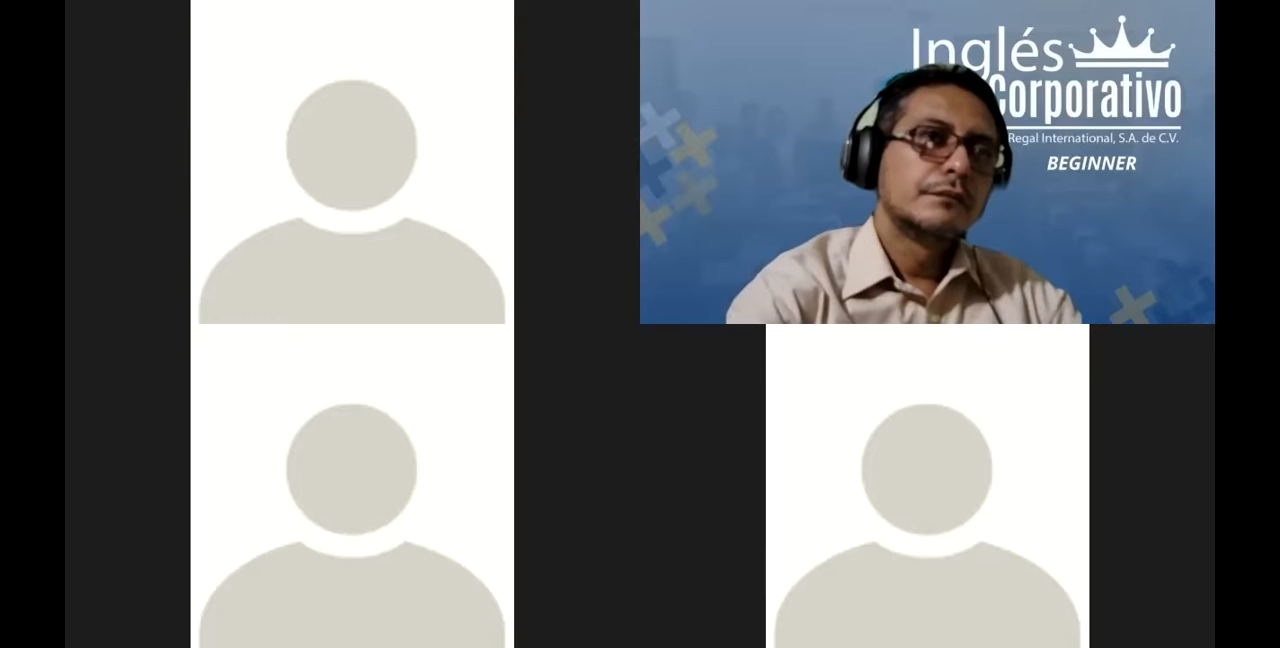 Inglés
Corporativo
Regal International, S.A. de C.V.
BEGINNER